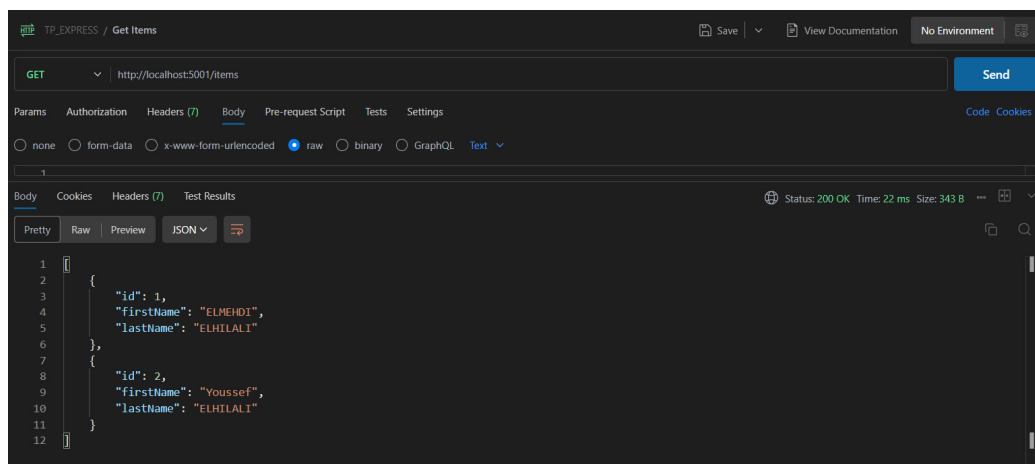 HTTP TP_EXPRESS / Get Items Save View Documentation No Environment
GET http://localhost:5001/items Send
Params Authorization Headers (7) Body Pre-request Script Tests Settings Code Cookies
none form-data x-www-form-urlencoded raw binary GraphQL Text
1
Body Cookies Headers (7) Test Results Status: 200 OK Time: 22 ms Size: 343 B
Pretty Raw Preview JSON
1 [
2 {
3 "id": 1,
4 "firstName": "ELMEHDI",
5 "lastName": "ELHILALI"
6 },
7 {
8 "id": 2,
9 "firstName": "Youssef",
10 "lastName": "ELHILALI"
11 }
12 ]